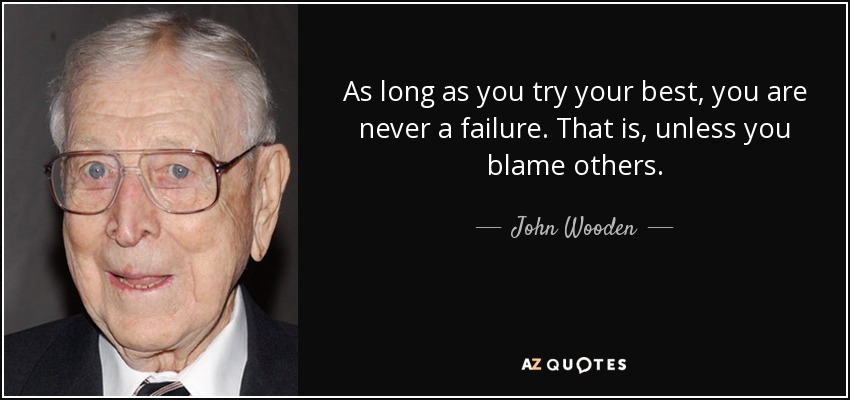 As long as you try your best, you are
never a failure. That is, unless you
blame others.
John Wooden
AZ QUOTES